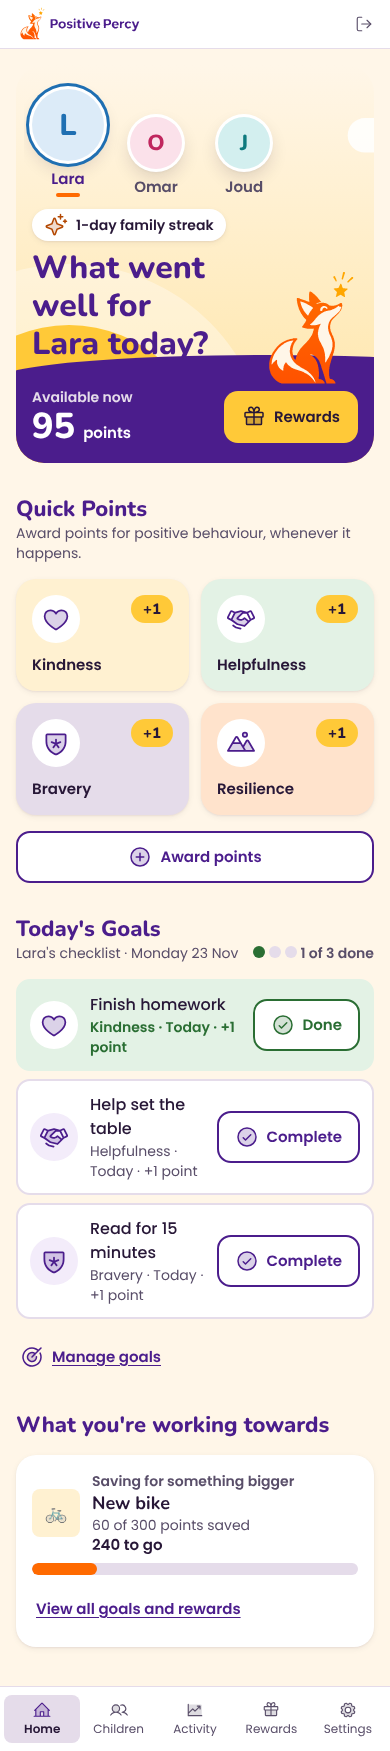 Positive Percy
L
O
J
Lara
Omar
Joud
1-day family streak
What went
well for
Lara today?
Available now
95 points
Rewards
Quick Points
Award points for positive behaviour, whenever it
happens.
+1
Kindness
+1
Helpfulness
+1
Bravery
+1
Resilience
Award points
Today's Goals
Lara's checklist · Monday 23 Nov
1 of 3 done
Finish homework
Kindness · Today · +1
point
Done
Help set the
table
Helpfulness ·
Today · +1 point
Complete
Read for 15
minutes
Bravery · Today ·
+1 point
Complete
Manage goals
What you're working towards
Saving for something bigger
New bike
60 of 300 points saved
240 to go
View all goals and rewards
Home
Children
Activity
Rewards
Settings